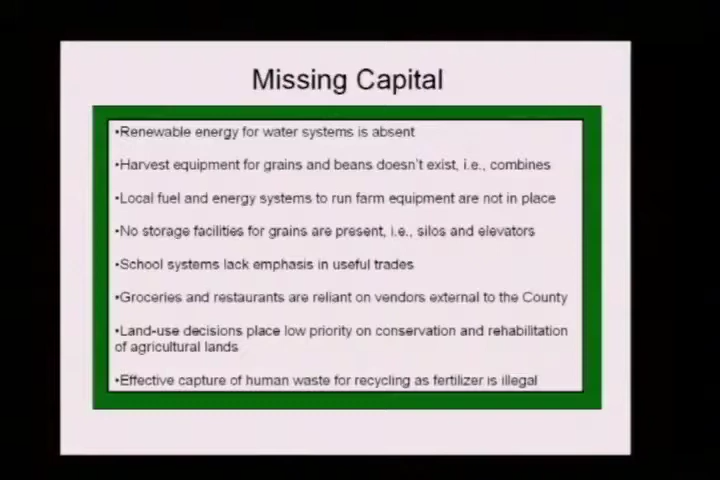 Missing Capital
•Renewable energy for water systems is absent
•Harvest equipment for grains and beans doesn't exist, i.e., combines
•Local fuel and energy systems to run farm equipment are not in place
•No storage facilities for grains are present, i.e., silos and elevators
•School systems lack emphasis in useful trades
•Groceries and restaurants are reliant on vendors external to the County
•Land-use decisions place low priority on conservation and rehabilitation
of agricultural lands
•Effective capture of human waste for recycling as fertilizer is illegal